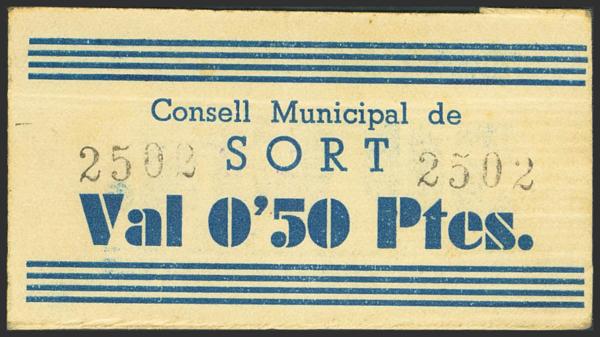 Consell Municipal de
2502 SORT 2502
Val 0'50 Ptes.